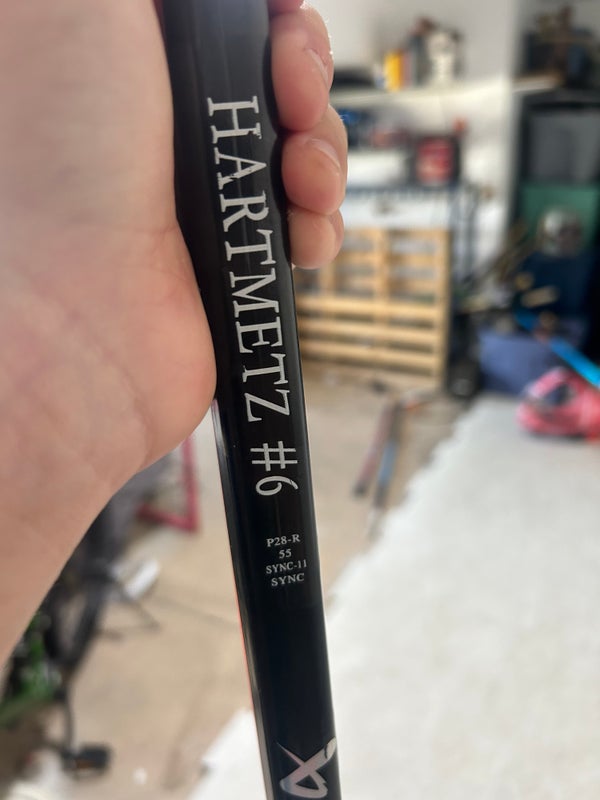 HARTMETZ #6
P28-R
55
SYNC-11
SYNC